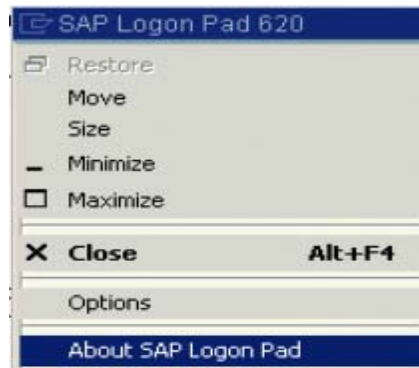 SAP Logon Pad 620
Restore
Move
Size
Minimize
Maximize
Close Alt+F4
Options
About SAP Logon Pad